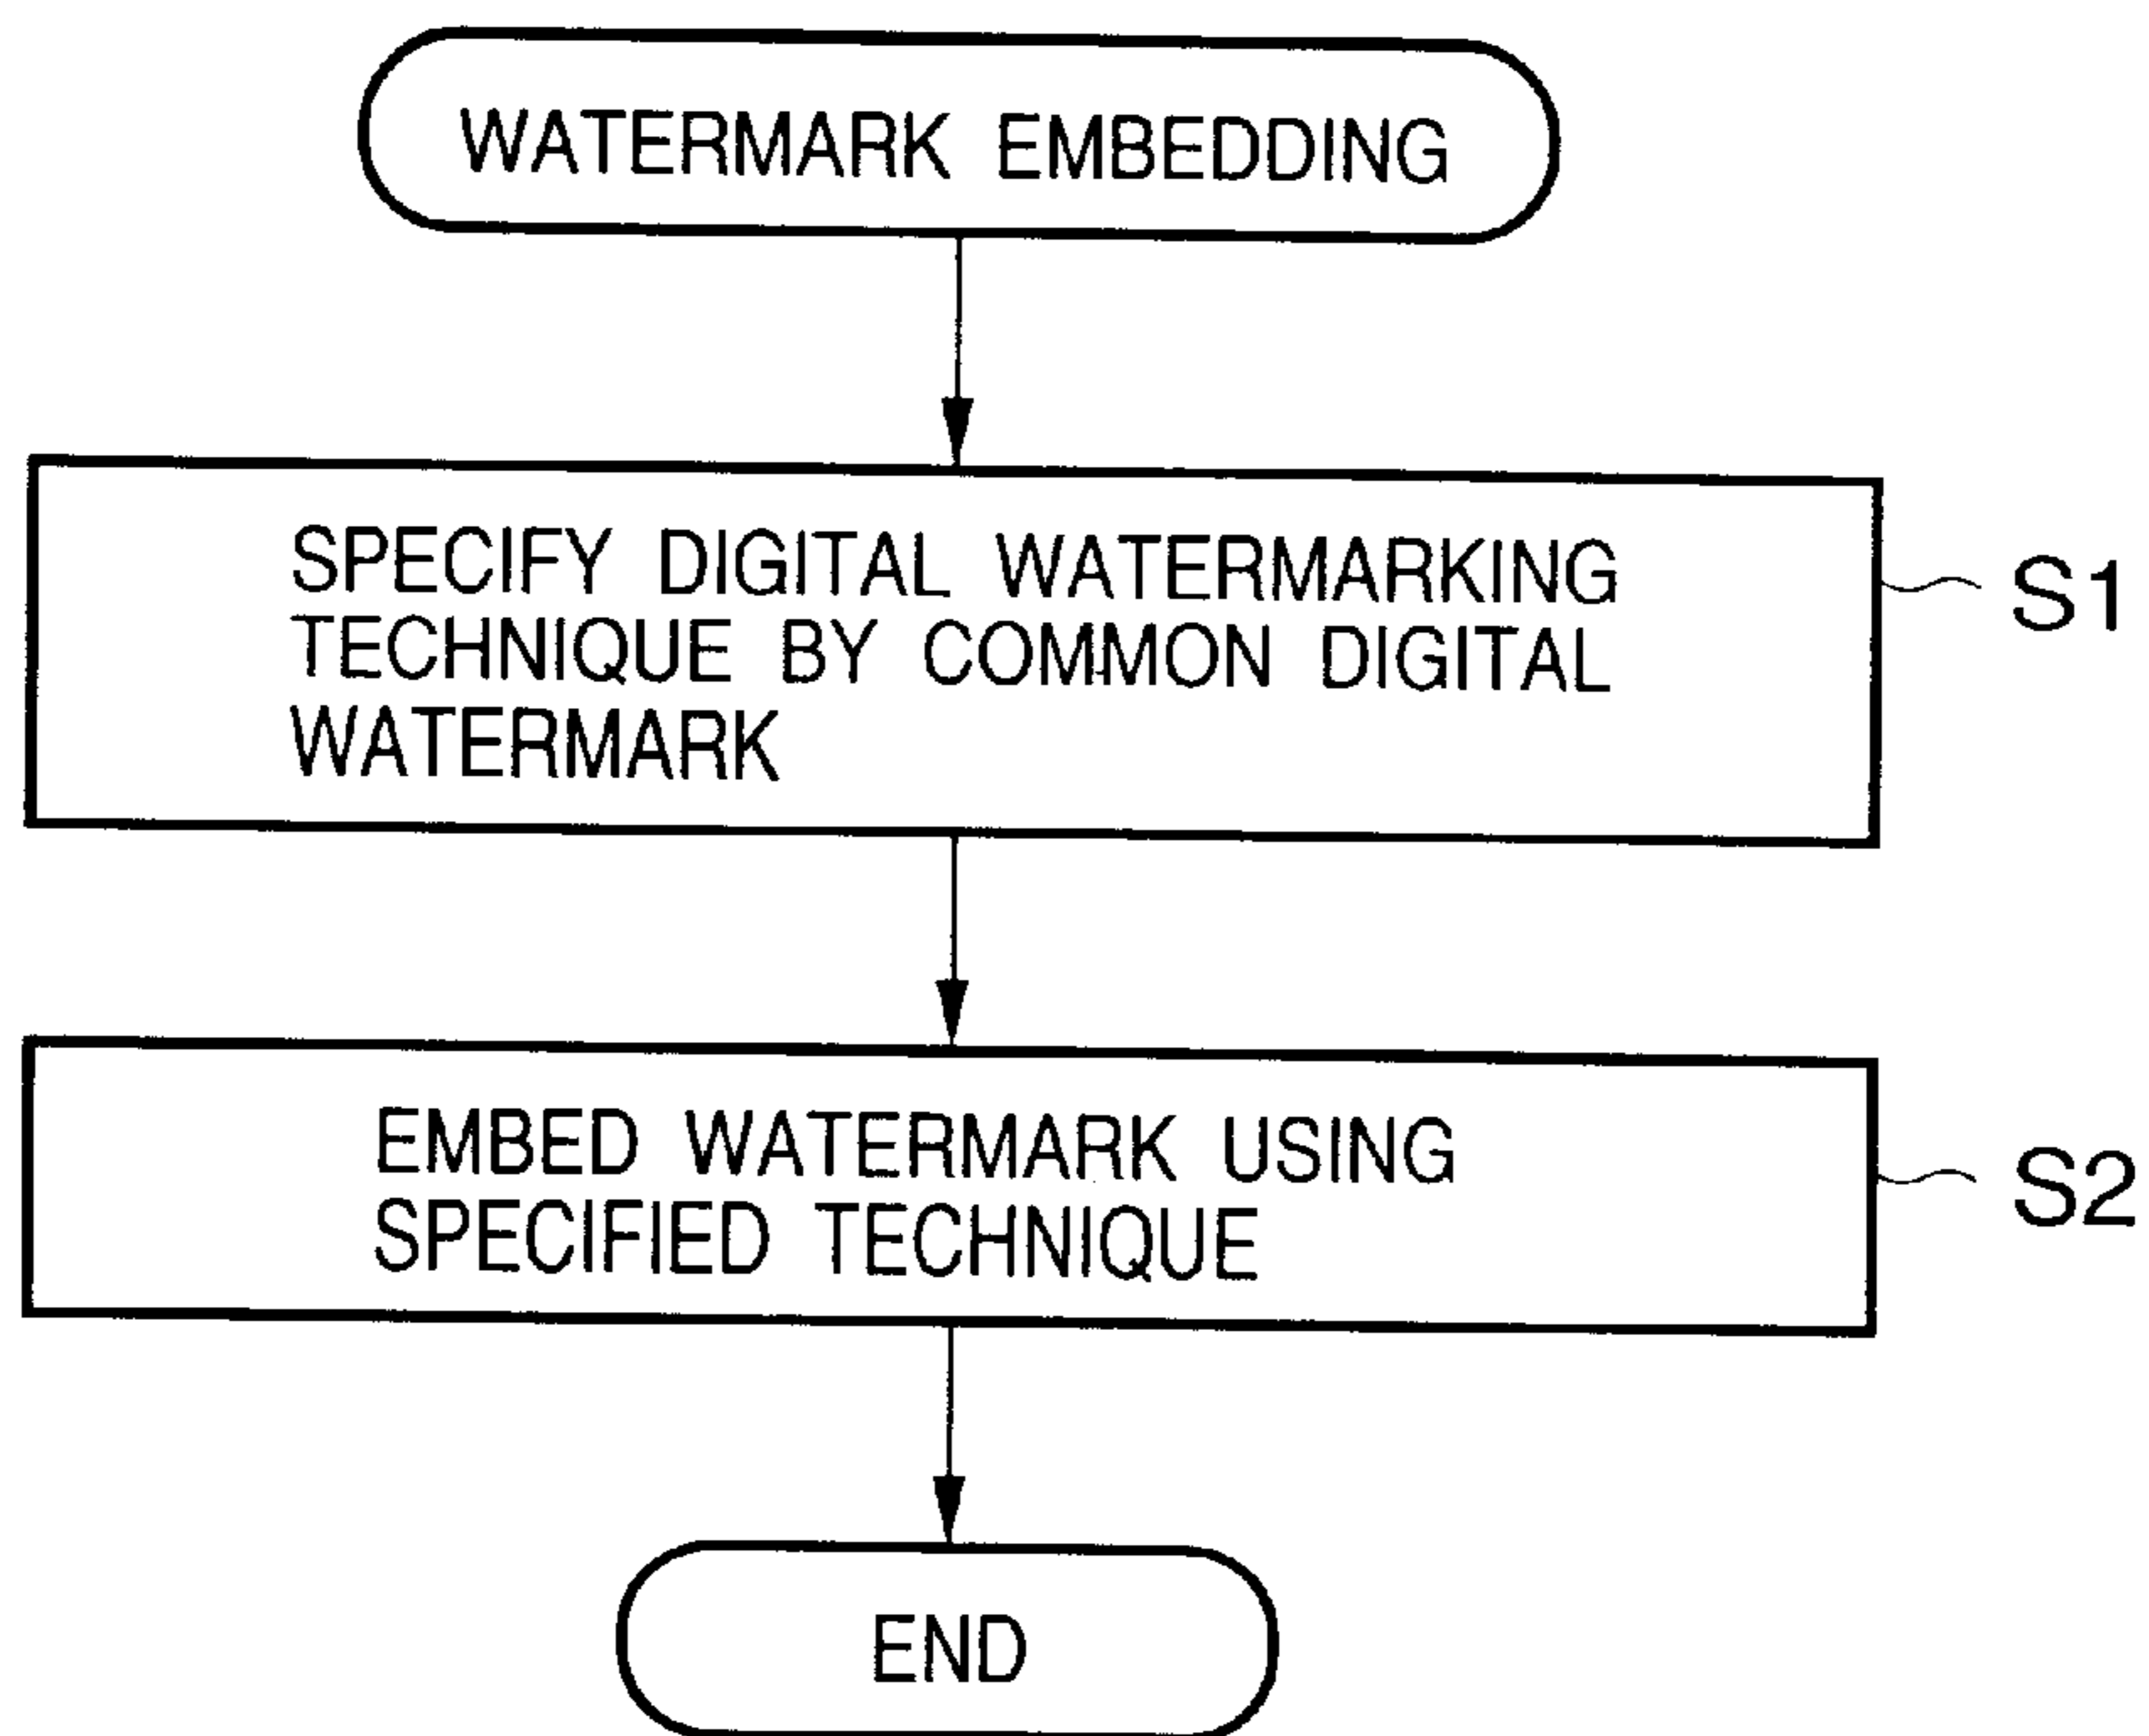 WATERMARK EMBEDDING
SPECIFY DIGITAL WATERMARKING
TECHNIQUE BY COMMON DIGITAL
WATERMARK
S1
EMBED WATERMARK USING
SPECIFIED TECHNIQUE
S2
END